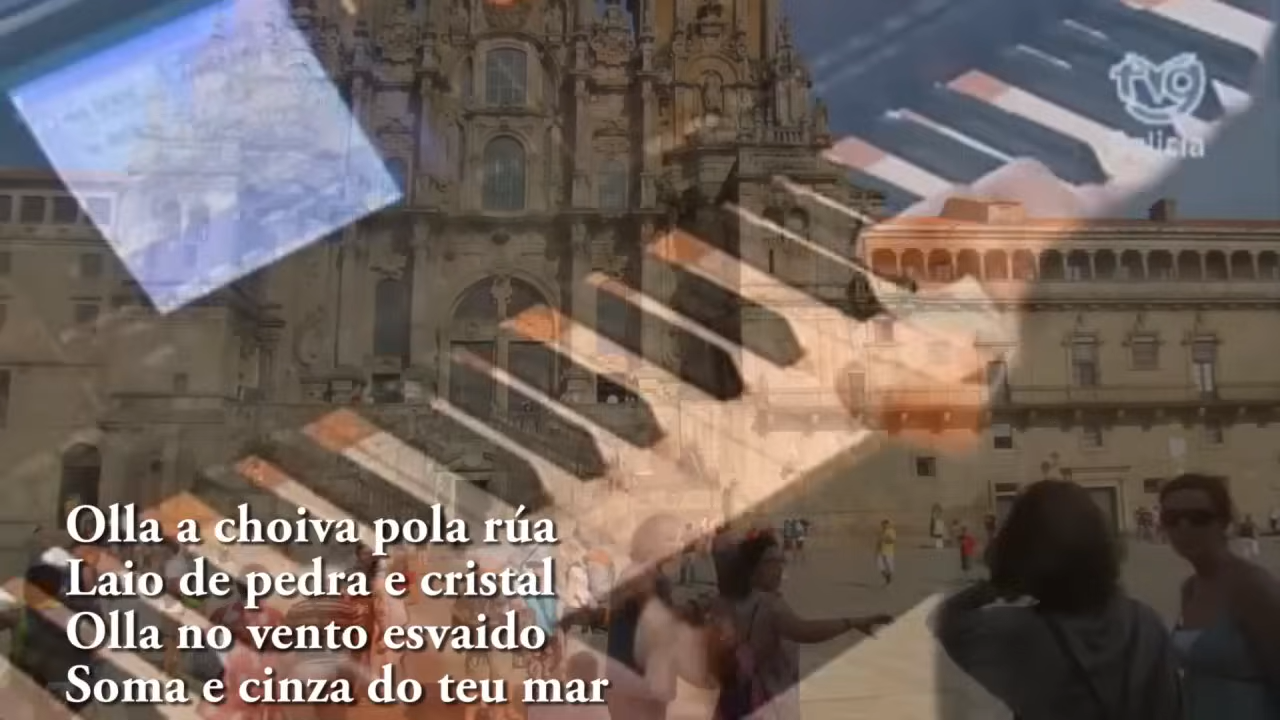 tvg
Galicia
Olla a choiva pola rúa
Laio de pedra e cristal
Olla no vento esvaido
Soma e cinza do teu mar